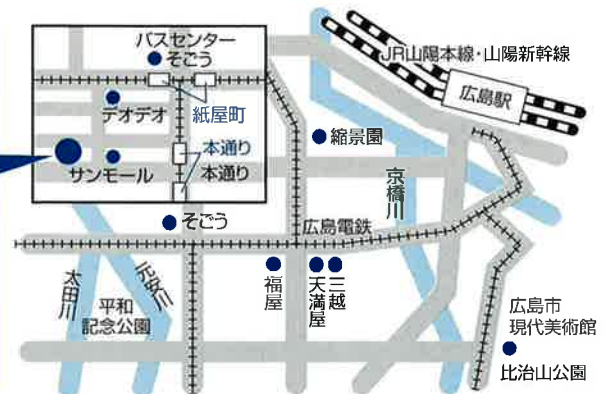 バスセンター
そごう
紙屋町
デオデオ
本通り
本通り
サンモール
JR山陽本線・山陽新幹線
広島駅
縮景園
京橋川
そごう
広島電鉄
太田川
元安川
平和
記念公園
福屋
天満屋
三越
広島市
現代美術館
比治山公園